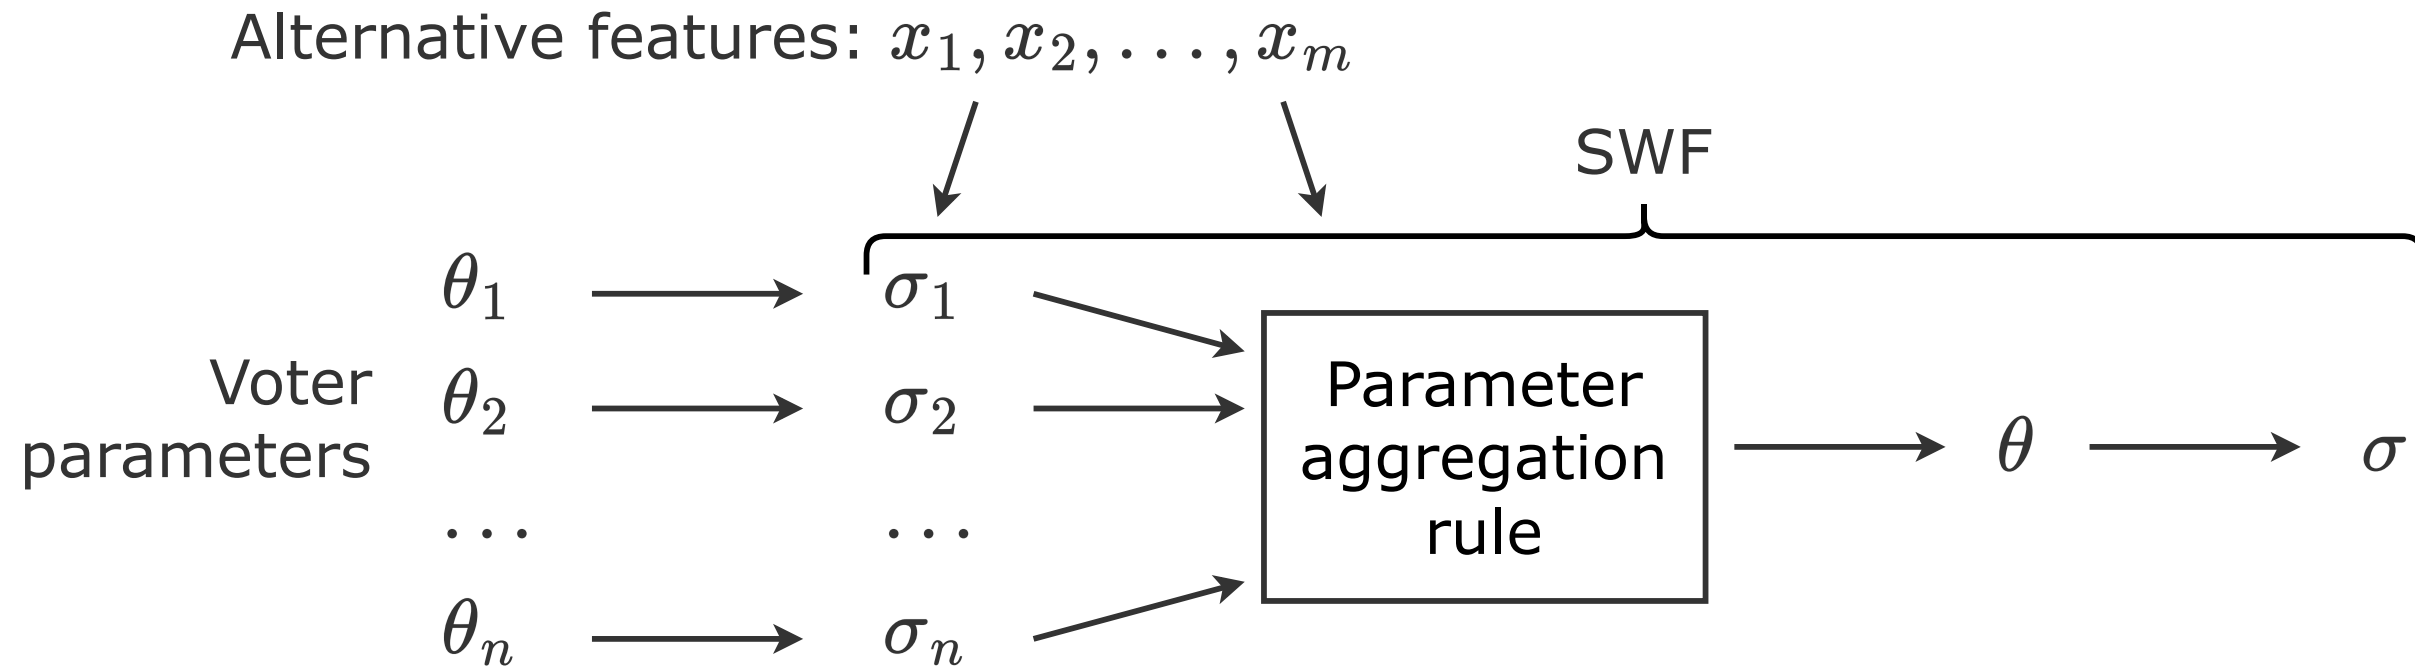 Alternative features: x₁, x₂, . . . , xₘ
SWF
θ₁ σ₁
Voter parameters
θ₂ σ₂
Parameter
aggregation
rule
θ σ
. . . . . .
θₙ σₙ